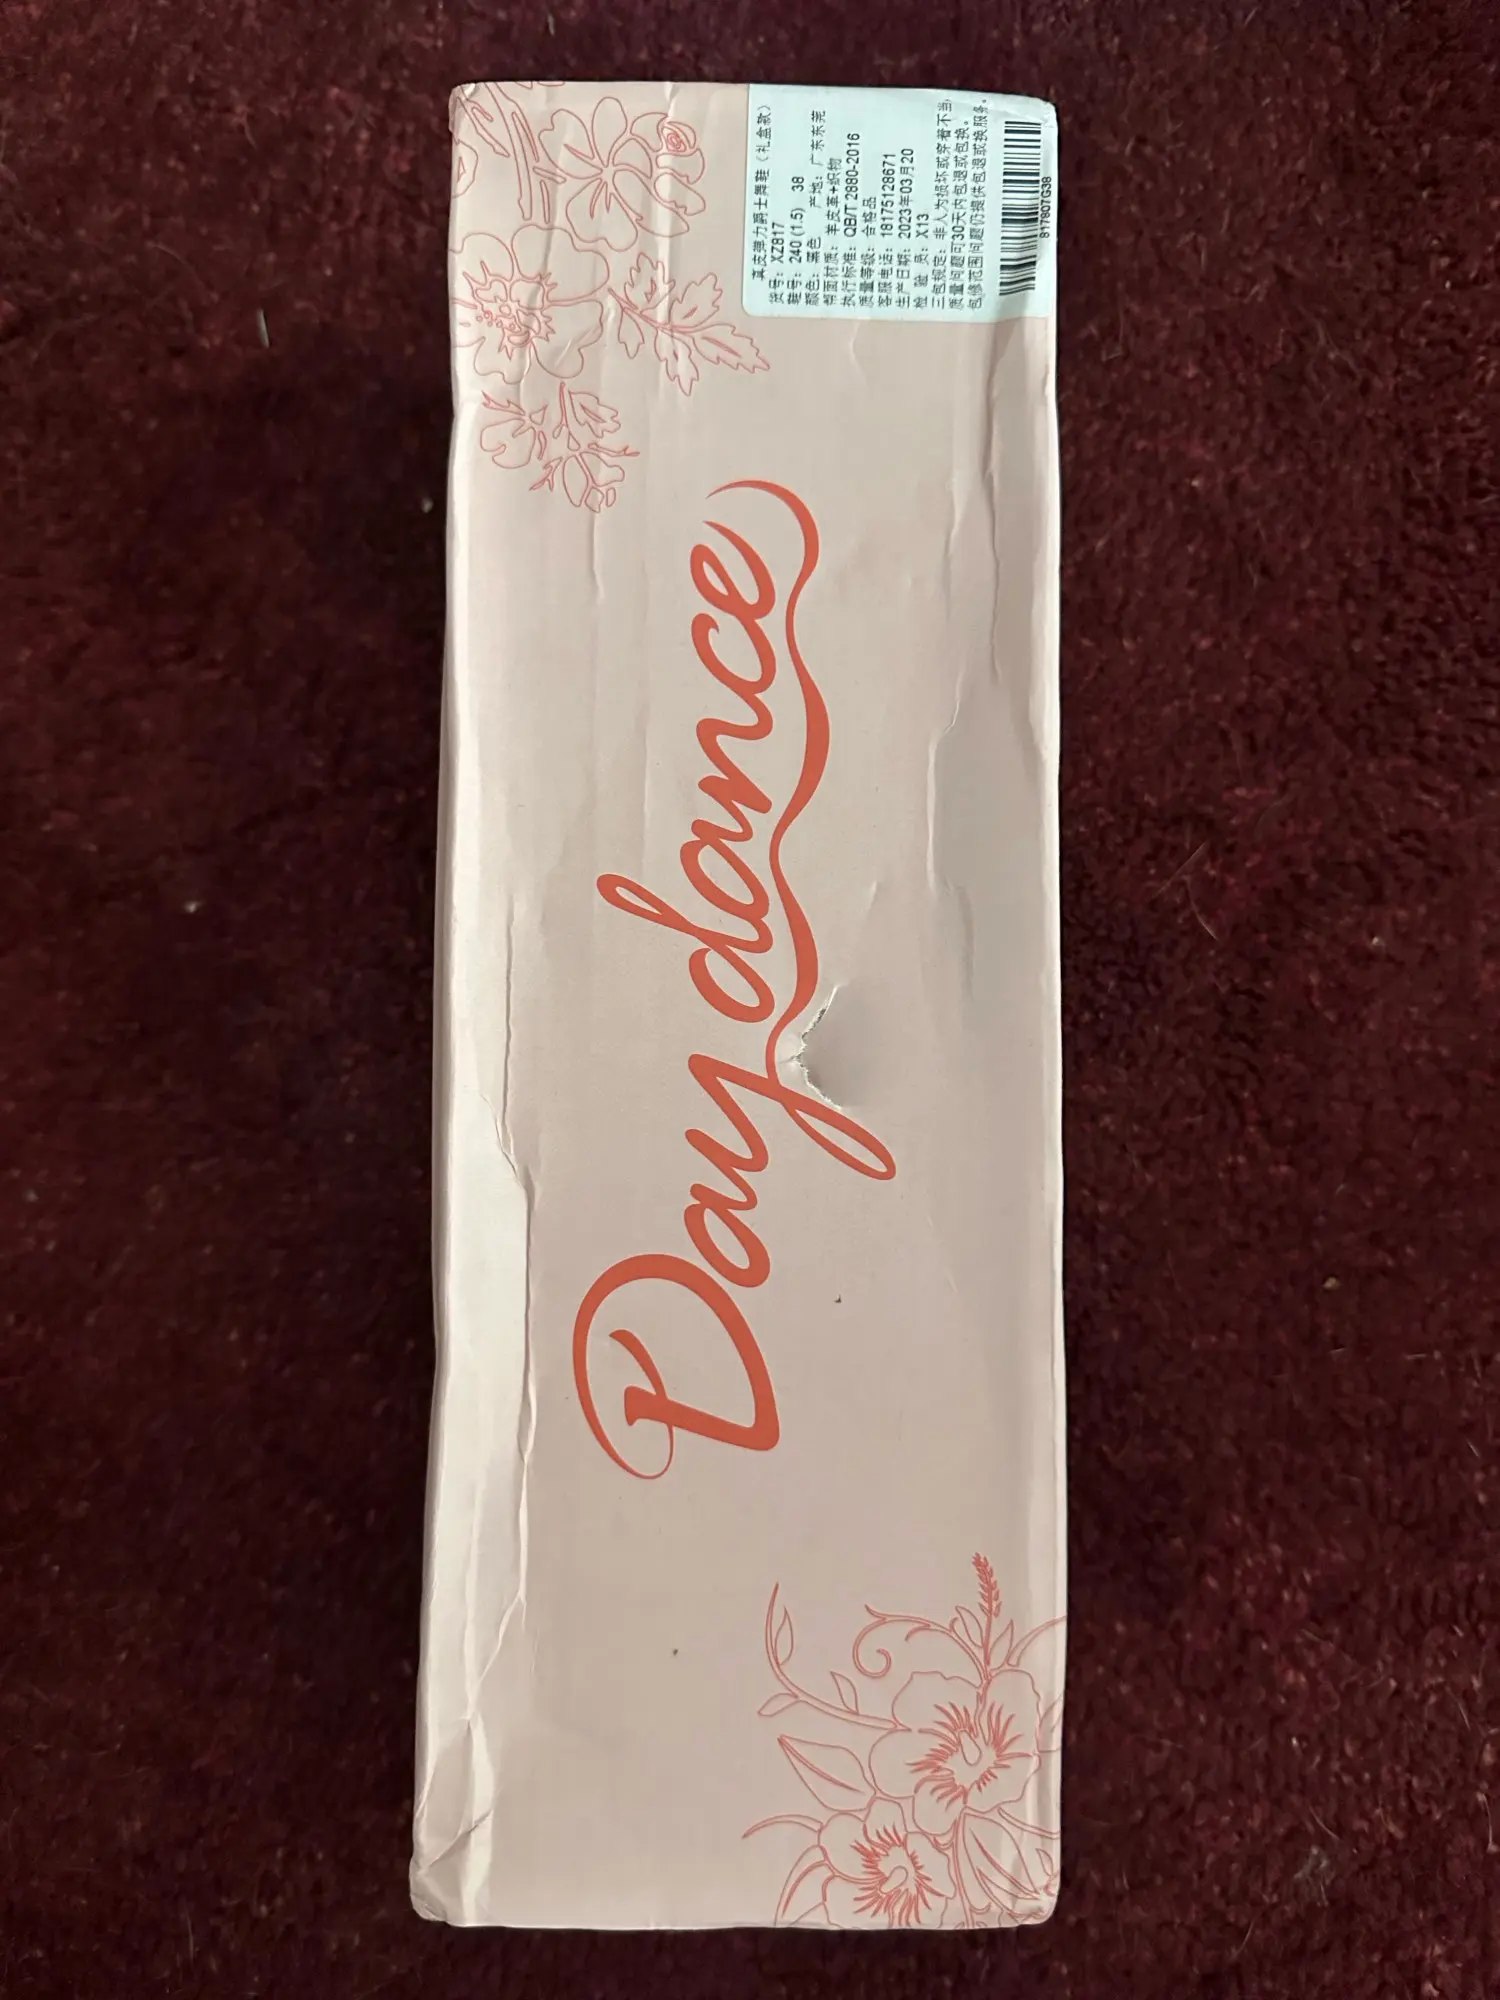 真皮弹力爵士舞鞋（礼盒款）
货号：XZ817
鞋号：240 (1.5) 38
颜色：黑色 产地：广东东莞
帮面材质：羊皮革+织物
执行标准：QB/T 2880-2016
质量等级：合格品
客服电话：18175128671
生产日期：2023年03月20
检 验 员：X13
三包规定：非人为损坏或穿着不当，
质量问题可30天内包退或包换。
包修范围问题仍提供包退或换服务。
817807G38
Daydance